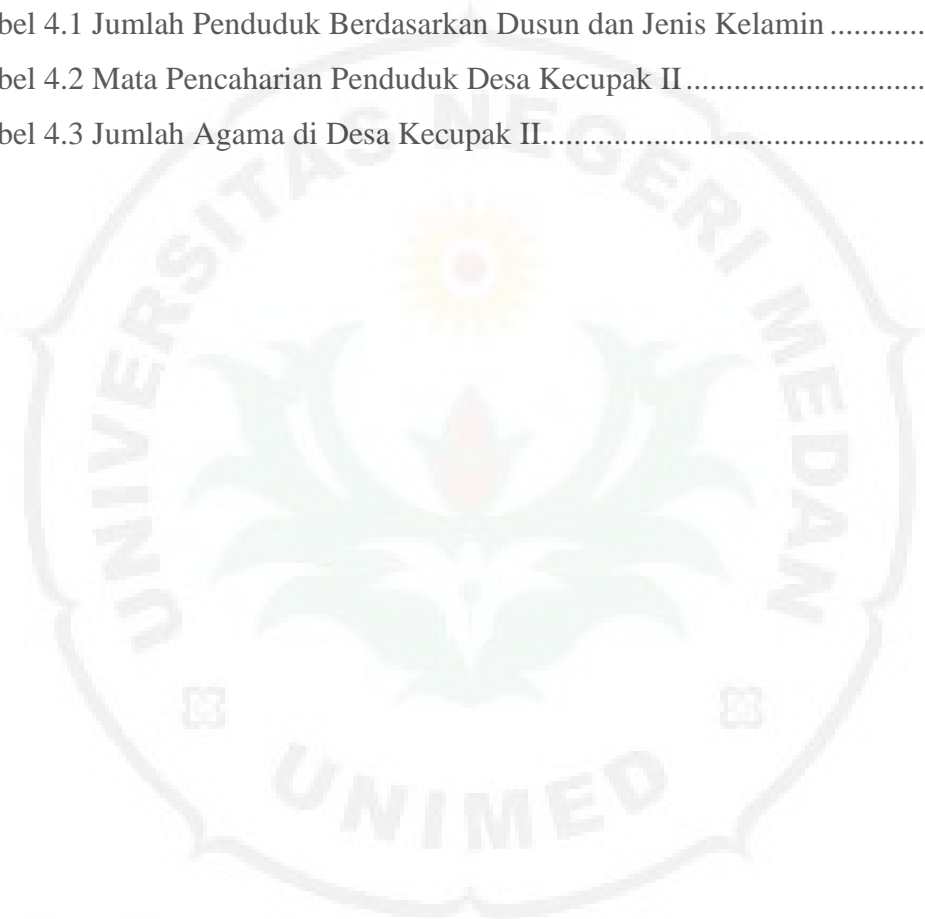 bel 4.1 Jumlah Penduduk Berdasarkan Dusun dan Jenis Kelamin ............
bel 4.2 Mata Pencaharian Penduduk Desa Kecupak II ..............................
bel 4.3 Jumlah Agama di Desa Kecupak II................................................
UNIVERSITAS NEGERI MEDAN
UNIMED